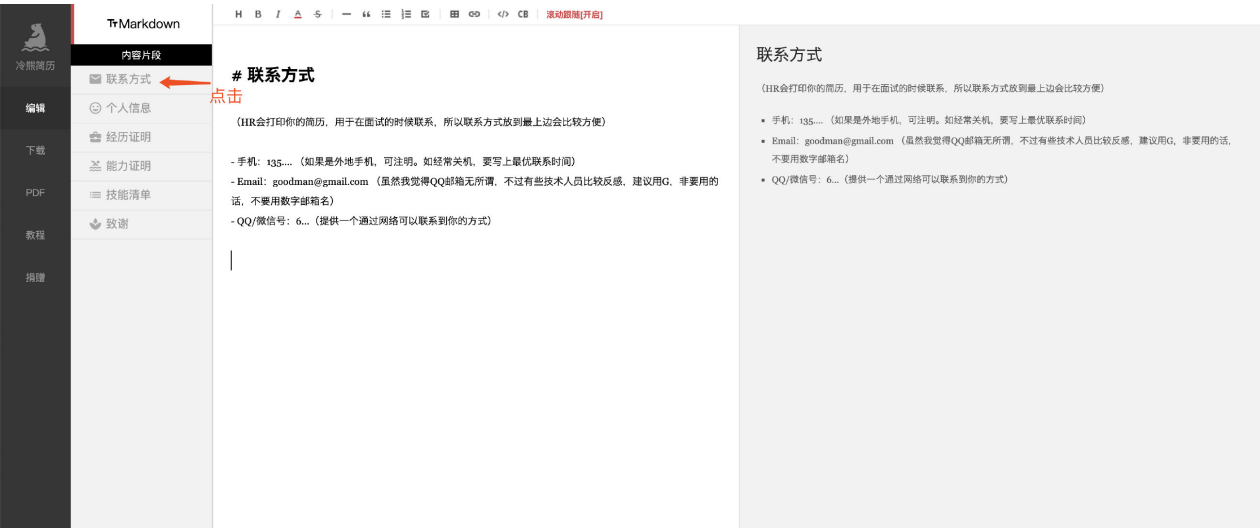 冷熊简历
编辑
下载
PDF
教程
捐赠
TT Markdown
内容片段
联系方式
个人信息
经历证明
能力证明
技能清单
致谢
点击
H B I A S — “ </> CB 滚动跟随[开启]
# 联系方式
（HR会打印你的简历，用于在面试的时候联系，所以联系方式放到最上边会比较方便）
- 手机：135.... （如果是外地手机，可注明。如经常关机，要写上最优联系时间）
- Email：goodman@gmail.com （虽然我觉得QQ邮箱无所谓，不过有些技术人员比较反感，建议用G，非要用的
话，不要用数字邮箱名）
- QQ/微信号：6...（提供一个通过网络可以联系到你的方式）
联系方式
（HR会打印你的简历，用于在面试的时候联系，所以联系方式放到最上边会比较方便）
▪ 手机：135.... （如果是外地手机，可注明。如经常关机，要写上最优联系时间）
▪ Email：goodman@gmail.com （虽然我觉得QQ邮箱无所谓，不过有些技术人员比较反感，建议用G，非要用的话，
不要用数字邮箱名）
▪ QQ/微信号：6...（提供一个通过网络可以联系到你的方式）